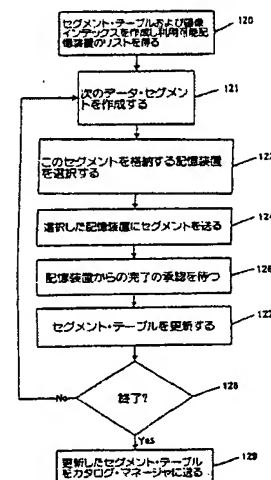 セグメント・テーブルおよび鏡像
インデックスを作成し利用可能記
憶装置のリストを得る
120
次のデータ・セグメン
トを作成する
121
このセグメントを格納する記憶装置
を選択する
選択した記憶装置にセグメントを送る
記憶装置からの完了の承認を待つ
126
セグメント・テーブルを更新する
終了?
128
No
Yes
更新したセグメント・テーブル
をカタログ・マネージャに送る
129